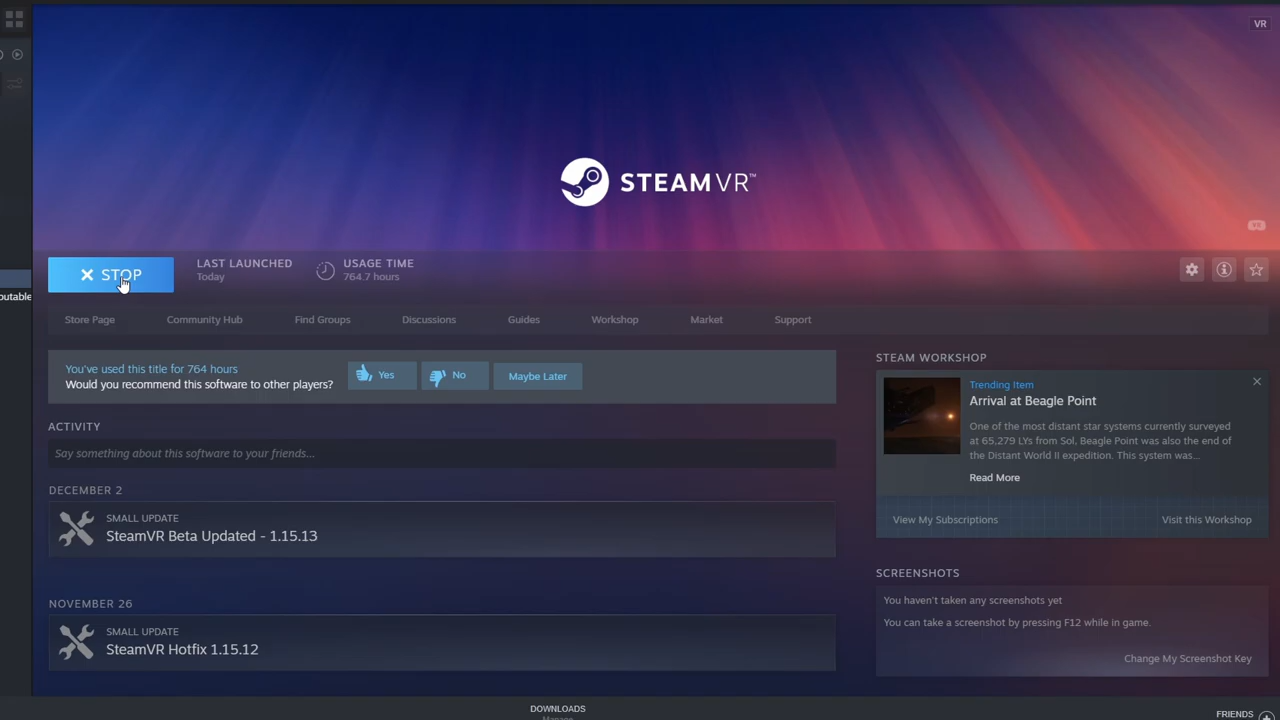 VR
STEAMVR™
STOP
LAST LAUNCHED
Today
USAGE TIME
764.7 hours
Store Page
Community Hub
Find Groups
Discussions
Guides
Workshop
Market
Support
You've used this title for 764 hours
Would you recommend this software to other players?
Yes
No
Maybe Later
ACTIVITY
Say something about this software to your friends...
DECEMBER 2
SMALL UPDATE
SteamVR Beta Updated - 1.15.13
NOVEMBER 26
SMALL UPDATE
SteamVR Hotfix 1.15.12
STEAM WORKSHOP
Trending Item
Arrival at Beagle Point
One of the most distant star systems currently surveyed
at 65,279 LYs from Sol, Beagle Point was also the end of
the Distant World II expedition. This system was...
Read More
View My Subscriptions
Visit this Workshop
SCREENSHOTS
You haven't taken any screenshots yet
You can take a screenshot by pressing F12 while in game.
Change My Screenshot Key
DOWNLOADS
Manage
FRIENDS